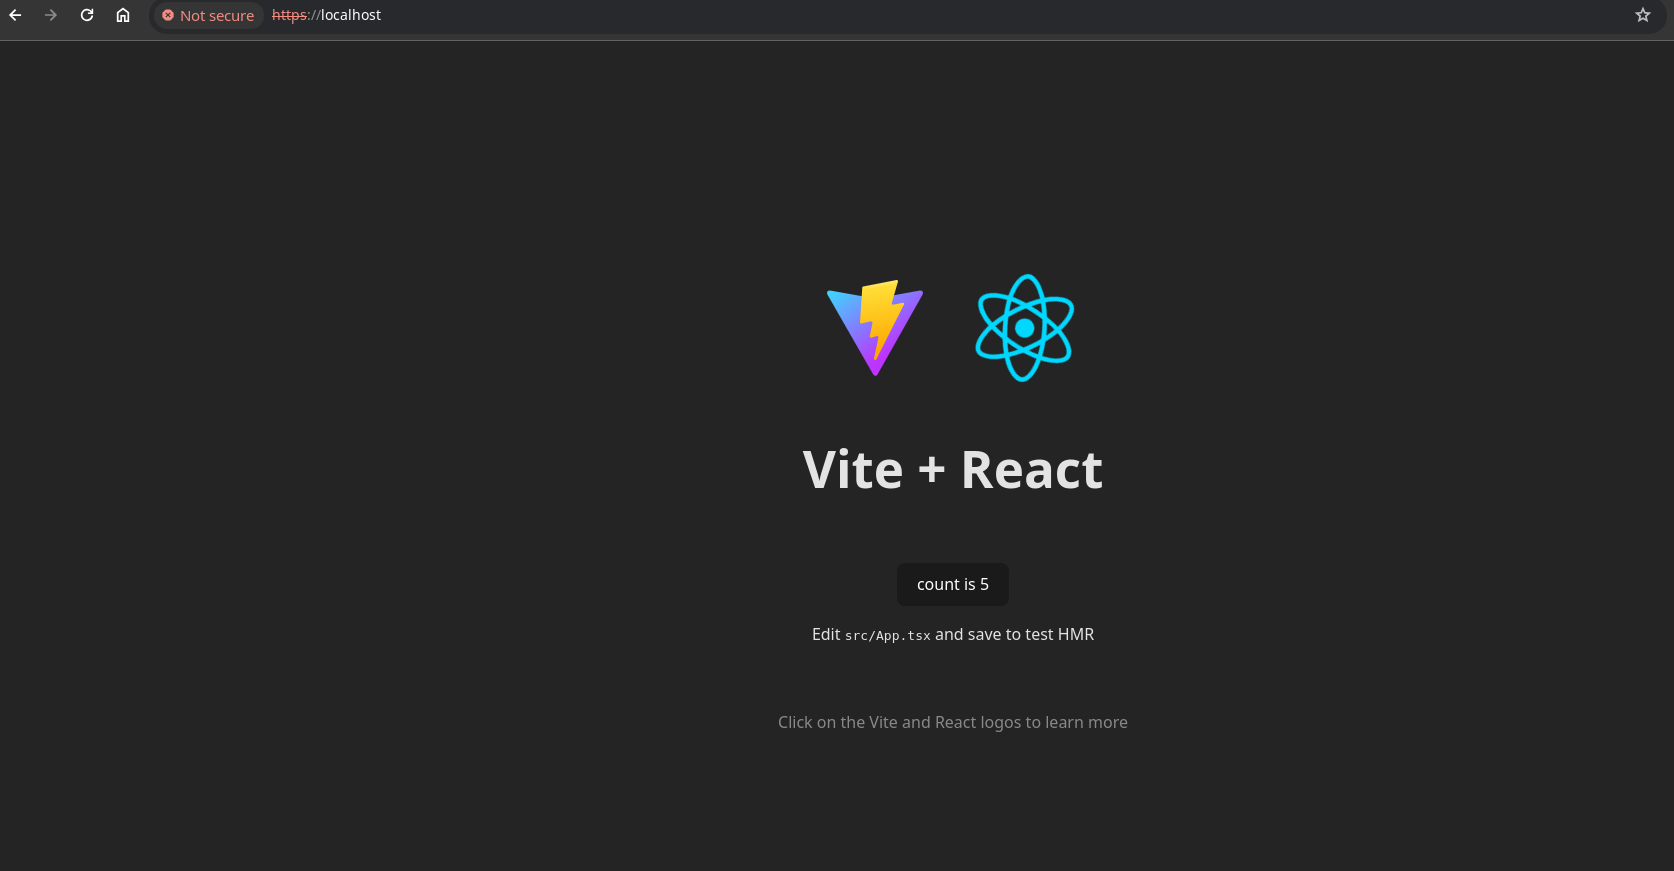 Not secure https://localhost
Vite + React
count is 5
Edit src/App.tsx and save to test HMR
Click on the Vite and React logos to learn more